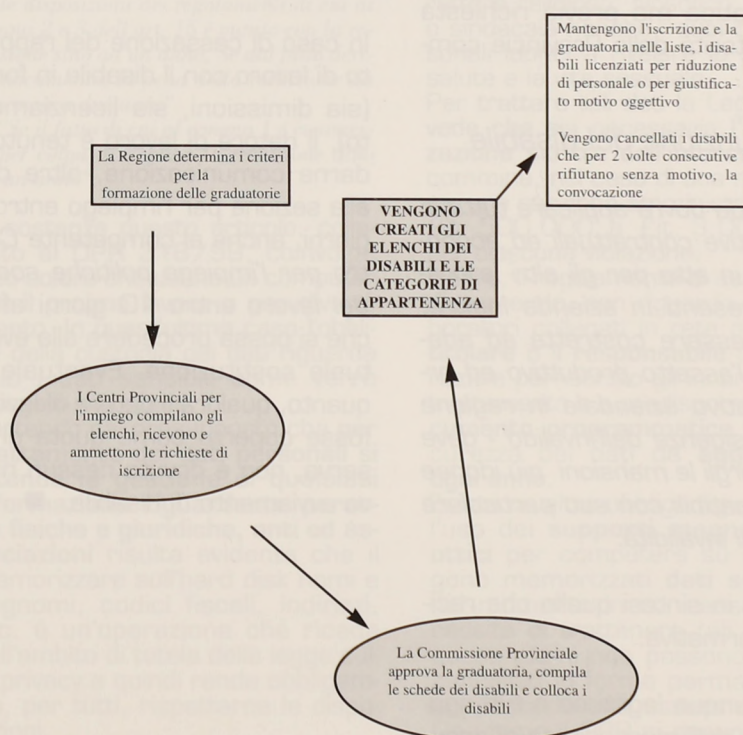 La Regione determina i criteri
per la
formazione delle graduatorie
I Centri Provinciali per
l'impiego compilano gli
elenchi, ricevono e
ammettono le richieste di
iscrizione
La Commissione Provinciale
approva la graduatoria, compila
le schede dei disabili e colloca i
disabili
VENGONO
CREATI GLI
ELENCHI DEI
DISABILI E LE
CATEGORIE DI
APPARTENENZA
Mantengono l'iscrizione e la
graduatoria nelle liste, i disa-
bili licenziati per riduzione
di personale o per giustifica-
to motivo oggettivo
Vengono cancellati i disabili
che per 2 volte consecutive
rifiutano senza motivo, la
convocazione